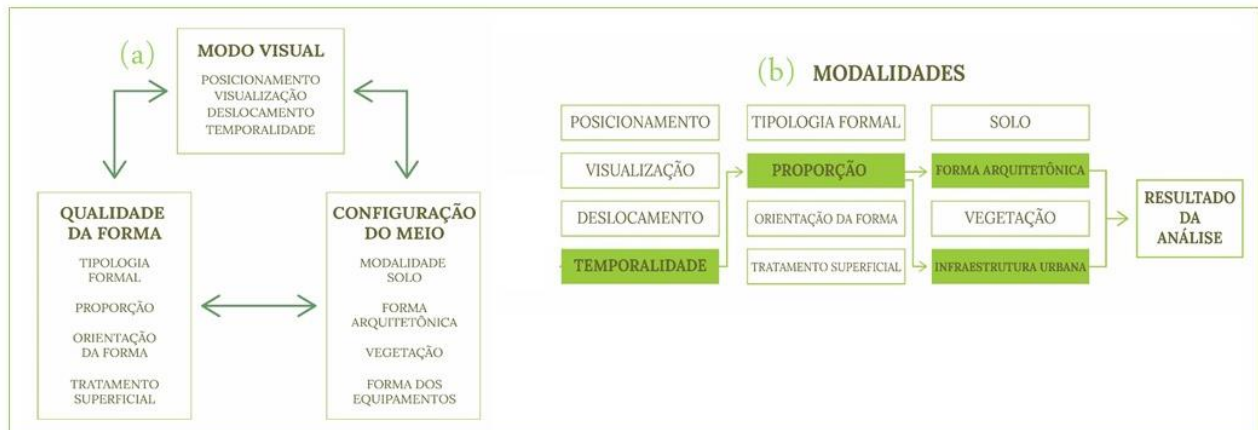 (a)
MODO VISUAL
POSICIONAMENTO
VISUALIZAÇÃO
DESLOCAMENTO
TEMPORALIDADE
QUALIDADE
DA FORMA
TIPOLOGIA
FORMAL
PROPORÇÃO
ORIENTAÇÃO
DA FORMA
TRATAMENTO
SUPERFICIAL
CONFIGURAÇÃO
DO MEIO
MODALIDADE
SOLO
FORMA
ARQUITETÔNICA
VEGETAÇÃO
FORMA DOS
EQUIPAMENTOS
(b) MODALIDADES
POSICIONAMENTO
VISUALIZAÇÃO
DESLOCAMENTO
TEMPORALIDADE
TIPOLOGIA FORMAL
PROPORÇÃO
ORIENTAÇÃO DA FORMA
TRATAMENTO SUPERFICIAL
SOLO
FORMA ARQUITETÔNICA
VEGETAÇÃO
INFRAESTRUTURA URBANA
RESULTADO
DA
ANÁLISE